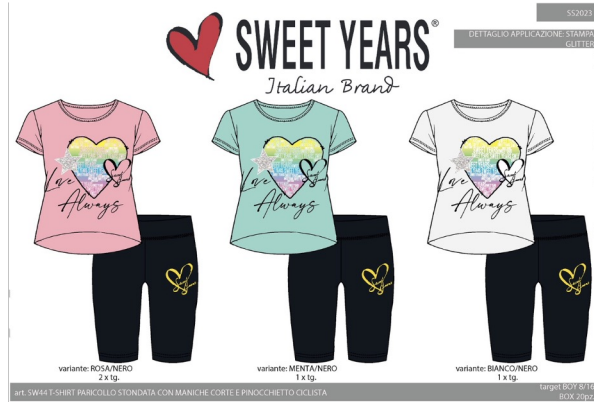 SS2023
DETTAGLIO APPLICAZIONE: STAMPA
GLITTER
SWEET YEARS®
Italian Brand
Love
Always
Love
Always
Love
Always
variante: ROSA/NERO
2 x tg.
variante: MENTA/NERO
1 x tg.
variante: BIANCO/NERO
1 x tg.
art. SW44 T-SHIRT PARICOLLO STONDATA CON MANICHE CORTE E PINOCCHIETTO CICLISTA
target BOY 8/16
BOX 20pz